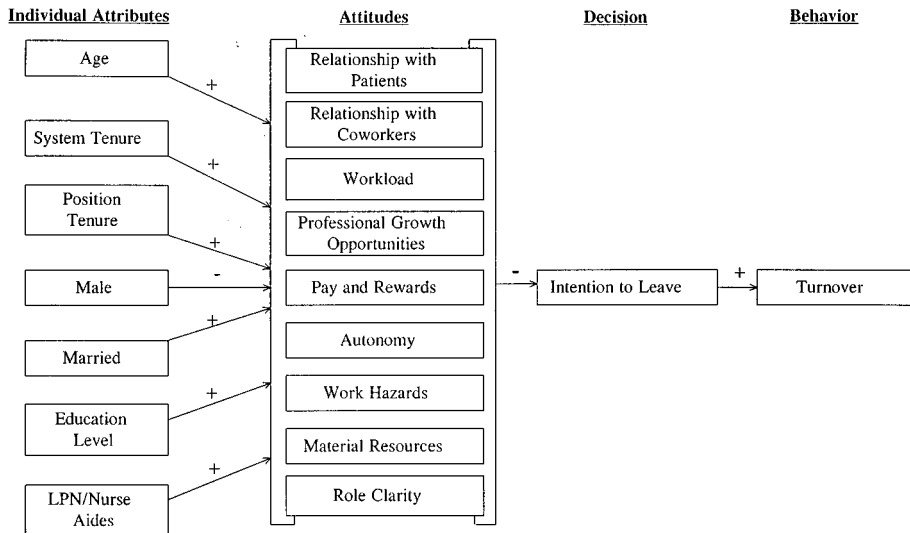 Individual Attributes
Attitudes
Decision
Behavior
Age
+
System Tenure
+
Position
Tenure
+
Male
-
Married
+
Education
Level
+
LPN/Nurse
Aides
+
Relationship with
Patients
Relationship with
Coworkers
Workload
Professional Growth
Opportunities
Pay and Rewards
Autonomy
Work Hazards
Material Resources
Role Clarity
-
Intention to Leave
+
Turnover